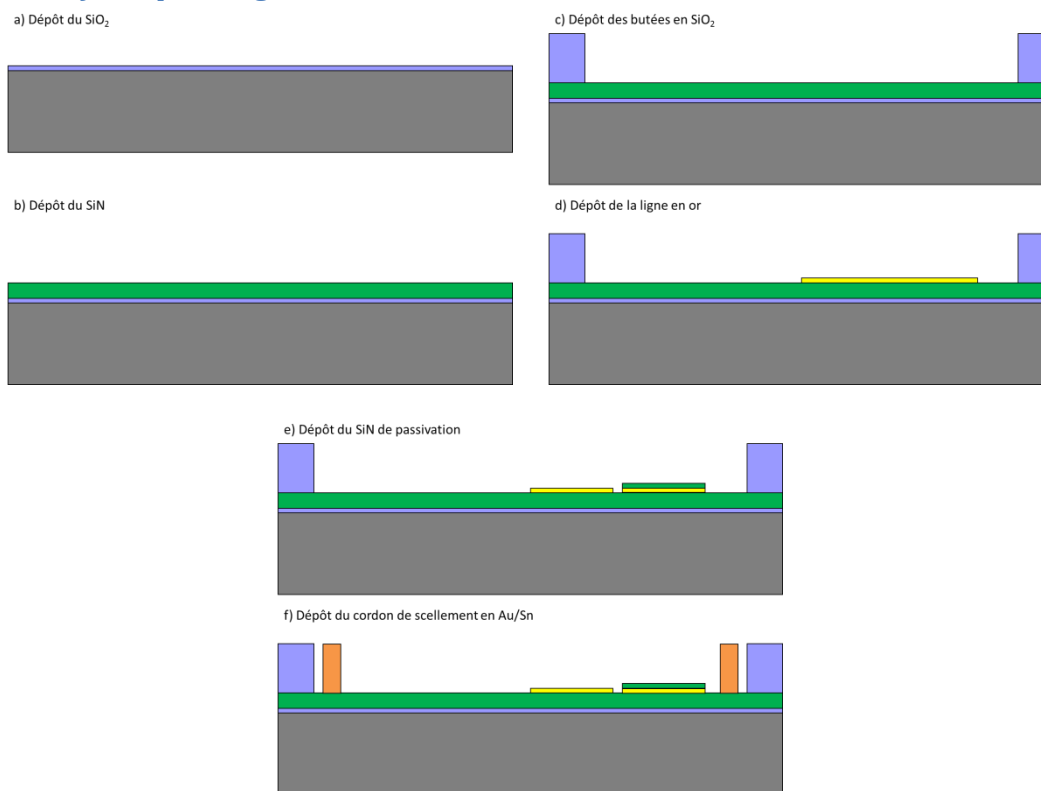 a) Dépôt du SiO₂
c) Dépôt des butées en SiO₂
b) Dépôt du SiN
d) Dépôt de la ligne en or
e) Dépôt du SiN de passivation
f) Dépôt du cordon de scellement en Au/Sn